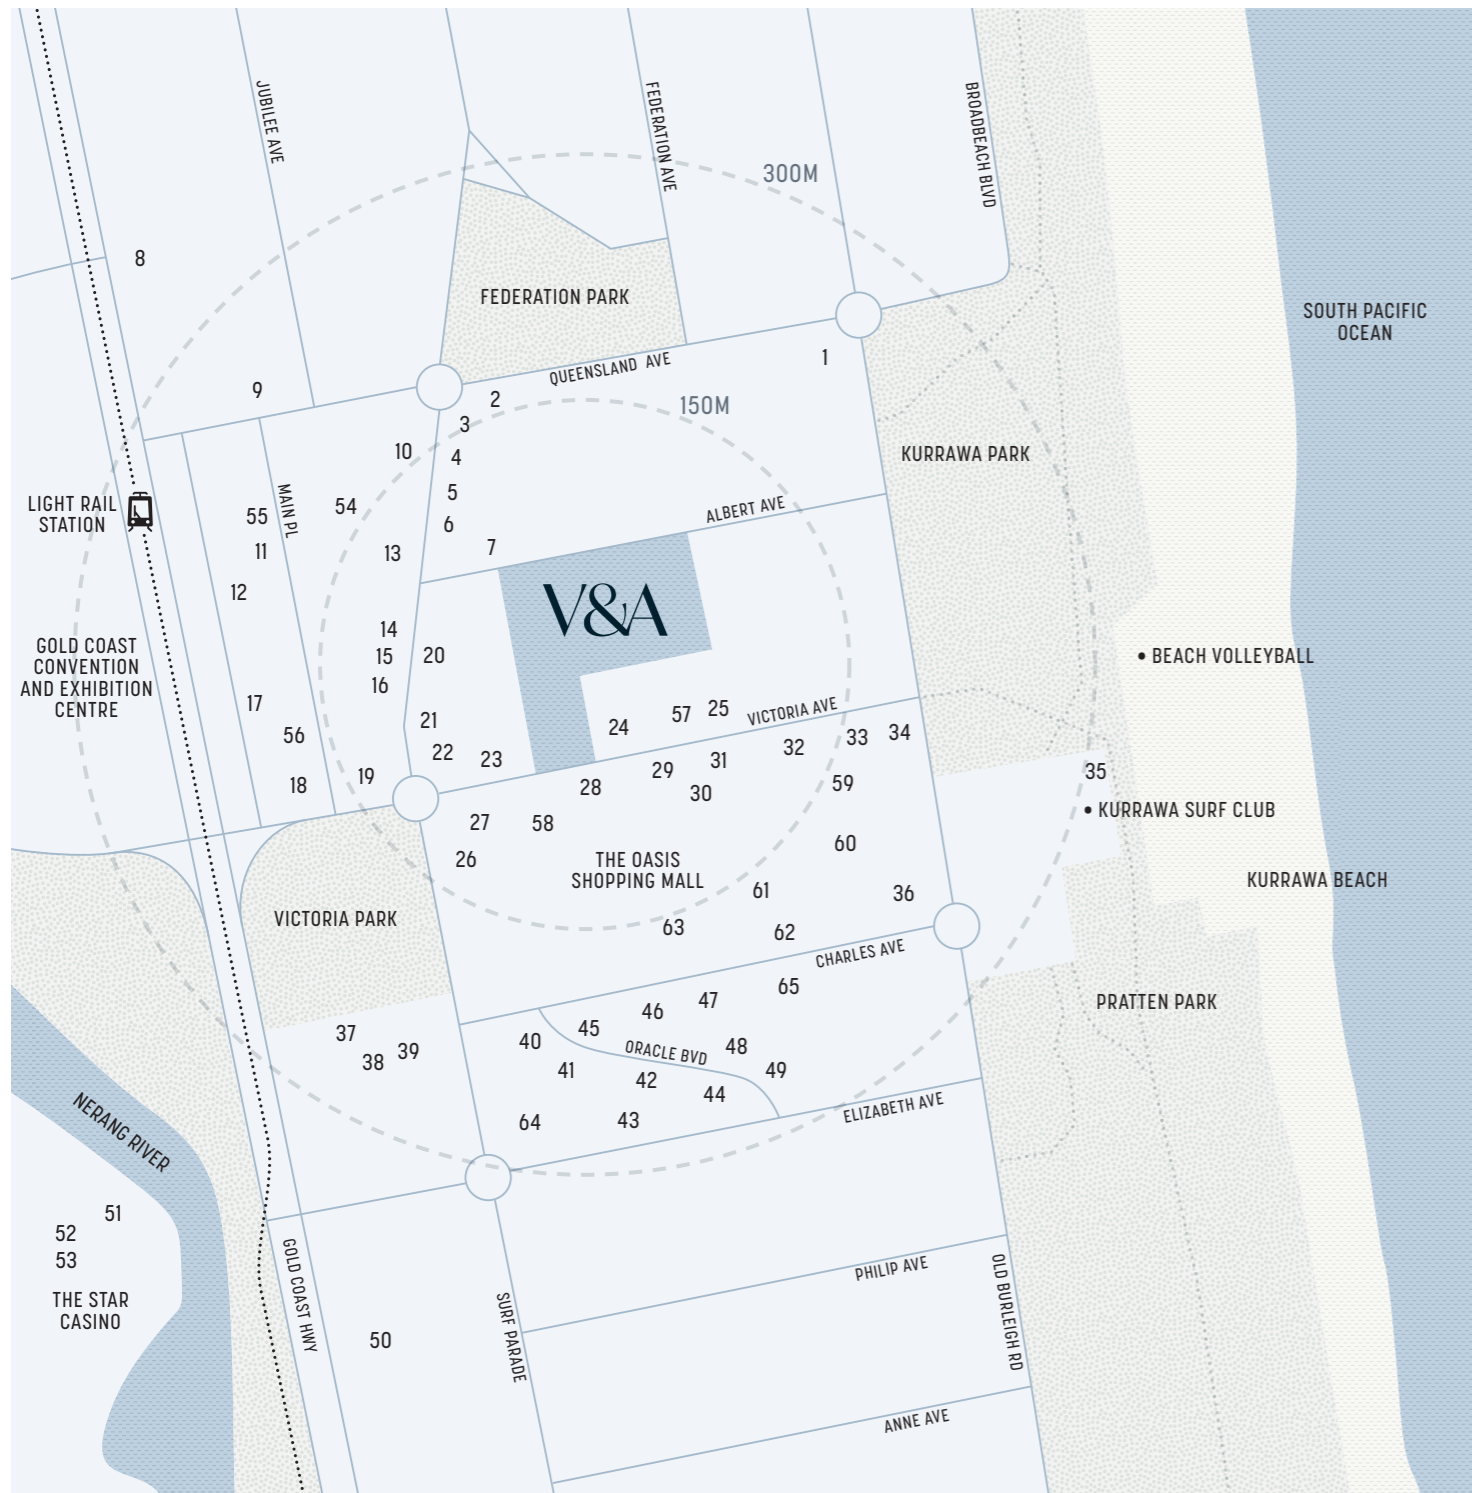 JUBILEE AVE
FEDERATION AVE
BROADBEACH BLVD
300M
8
FEDERATION PARK
SOUTH PACIFIC
OCEAN
1
QUEENSLAND AVE
9
2
150M
3
10
4
KURRAWA PARK
5
LIGHT RAIL
STATION
55
MAIN PL
54
6
ALBERT AVE
11
13
7
12
V&A
14
GOLD COAST
CONVENTION
AND EXHIBITION
CENTRE
15
20
16
BEACH VOLLEYBALL
17
21
24
57
25
VICTORIA AVE
56
22
23
29
31
32
33
34
18
19
28
30
59
35
27
58
KURRAWA SURF CLUB
26
THE OASIS
SHOPPING MALL
60
61
36
KURRAWA BEACH
VICTORIA PARK
63
62
CHARLES AVE
65
PRATTEN PARK
37
38
39
40
45
46
47
ORACLE BVD
48
41
42
49
44
64
43
ELIZABETH AVE
NERANG RIVER
51
52
53
THE STAR
CASINO
GOLD COAST HWY
PHILIP AVE
OLD BURLEIGH RD
50
SURF PARADE
ANNE AVE